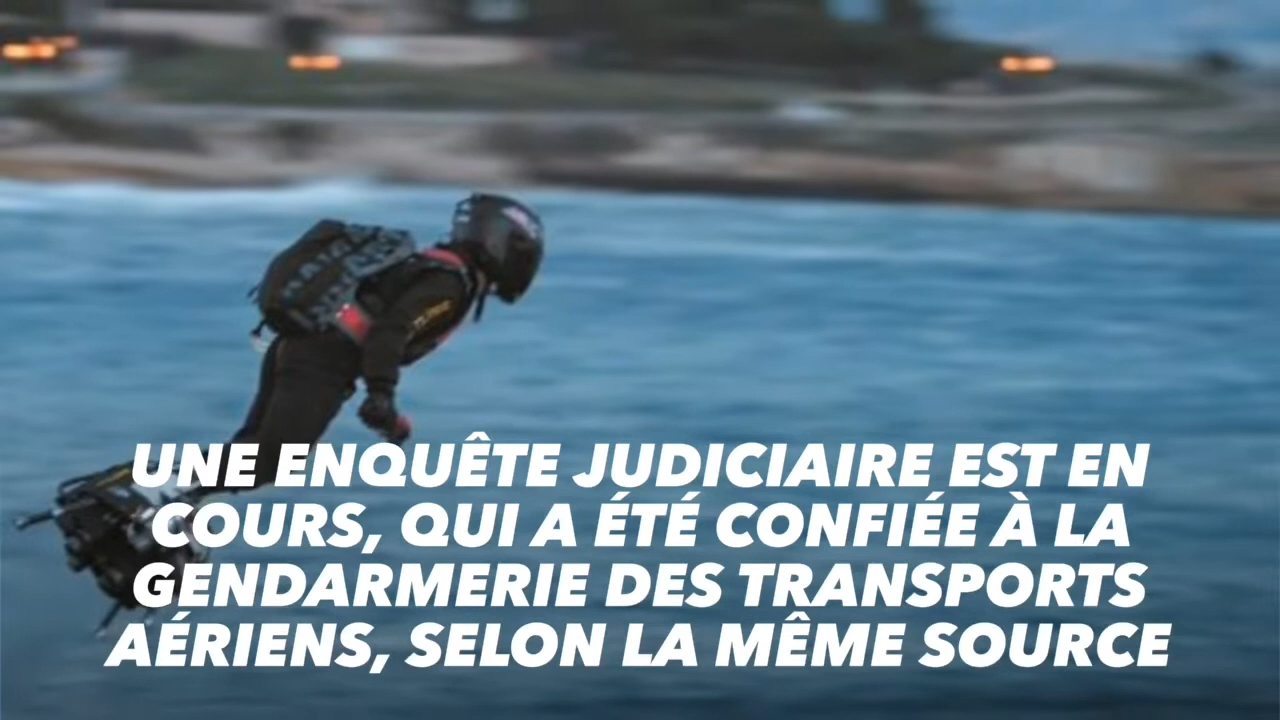 UNE ENQUÊTE JUDICIAIRE EST EN
COURS, QUI A ÉTÉ CONFIÉE À LA
GENDARMERIE DES TRANSPORTS
AÉRIENS, SELON LA MÊME SOURCE